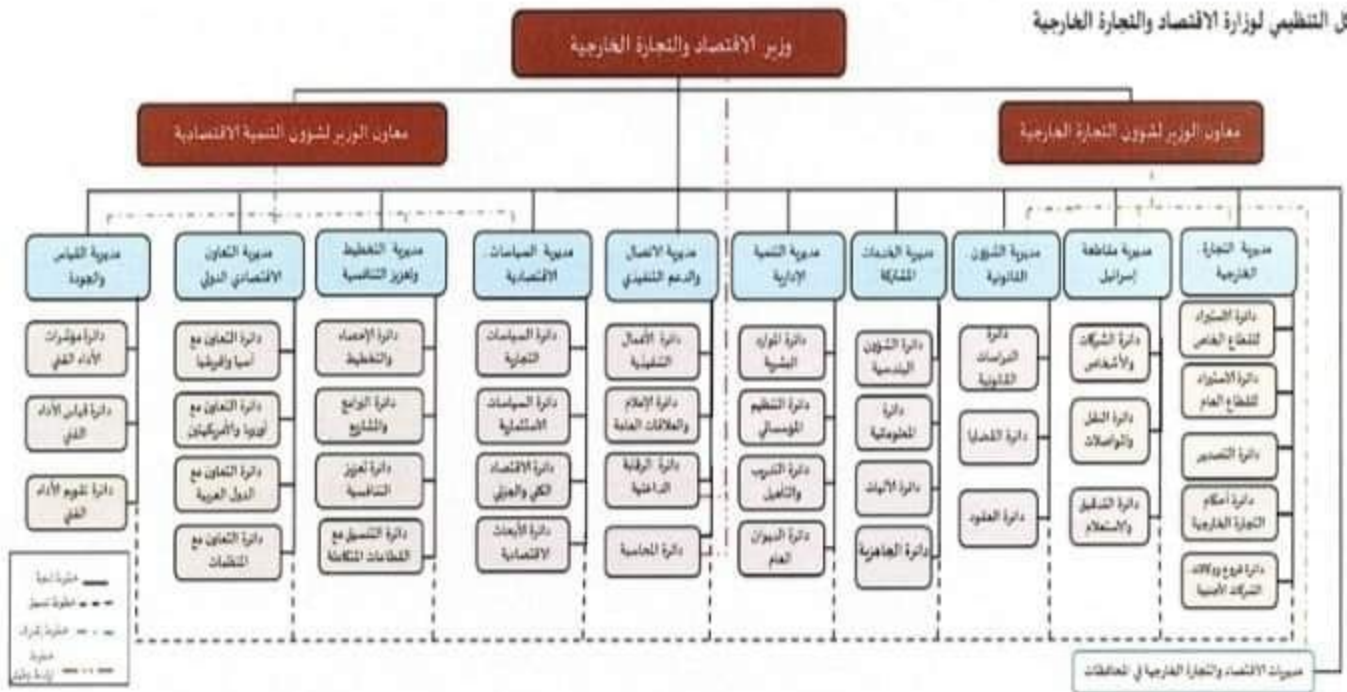 كل التنظيمي لوزارة الاقتصاد والتجارة الخارجية
وزير الاقتصاد والتجارة الخارجية
معاون الوزير لشؤون التجارة الخارجية
معاون الوزير لشؤون التنمية الاقتصادية
مديرية التجارة
الخارجية
مديرية مقاطعة
إسرائيل
مديرية الشؤون
القانونية
مديرية الخدمات
المشتركة
مديرية التنمية
الإدارية
مديرية الاتصال
والدعم التنفيذي
مديرية السياسات
الاقتصادية
مديرية التخطيط
وتعزيز التنافسية
مديرية التعاون
الاقتصادي الدولي
مديرية القياس
والجودة
دائرة الاستيراد
للقطاع الخاص
دائرة الاستيراد
للقطاع العام
دائرة التصدير
دائرة أحكام
التجارة الخارجية
دائرة فروع ووكالات
الشركات الأجنبية
دائرة الشركات
والأشخاص
دائرة النقل
والمواصلات
دائرة التدقيق
والاستعلام
دائرة
الدراسات
القانونية
دائرة القضايا
دائرة العقود
دائرة الشؤون
الهندسية
دائرة
المعلوماتية
دائرة الآليات
دائرة الجاهزية
دائرة الموارد
البشرية
دائرة التنظيم
المؤسساتي
دائرة التدريب
والتأهيل
دائرة الديوان
العام
دائرة الأعمال
التنفيذية
دائرة الإعلام
والعلاقات العامة
دائرة الرقابة
الداخلية
دائرة المحاسبة
دائرة السياسات
التجارية
دائرة السياسات
الاستثمارية
دائرة الاقتصاد
الكلي والجزئي
دائرة الأبحاث
الاقتصادية
دائرة الإحصاء
والتخطيط
دائرة البرامج
والمشاريع
دائرة تعزيز
التنافسية
دائرة التنسيق مع
القطاعات المتكاملة
دائرة التعاون مع
آسيا وإفريقيا
دائرة التعاون مع
أوروبا والأمريكيتين
دائرة التعاون مع
الدول العربية
دائرة التعاون مع
المنظمات
دائرة مؤشرات
الأداء الفني
دائرة قياس الأداء
الفني
دائرة تقويم الأداء
الفني
خطوط
خطوط
خطوط
خطوط
مديريات الاقتصاد والتجارة الخارجية في المحافظات